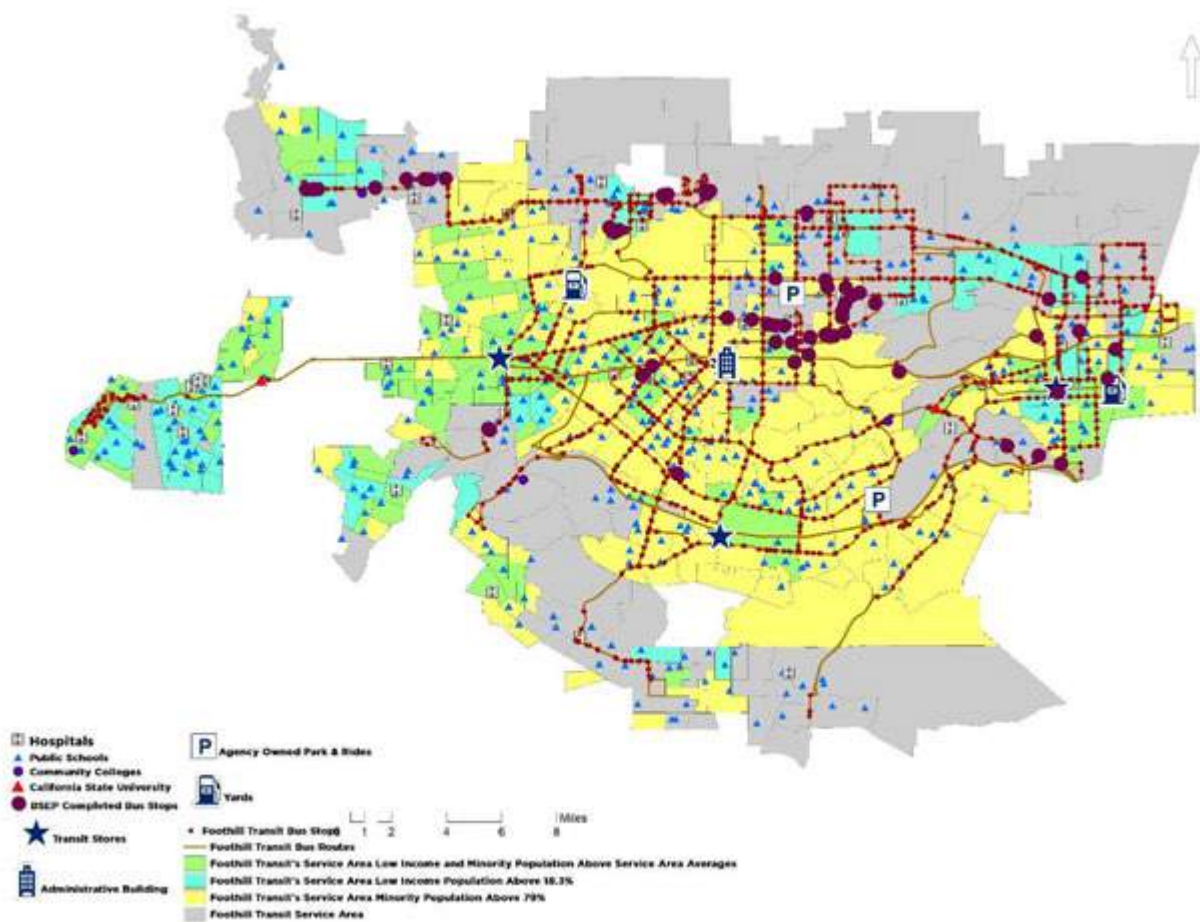 H Hospitals
Public Schools
Community Colleges
California State University
BSEP Completed Bus Stops
Transit Stores
Administrative Building
P Agency Owned Park & Rides
Yards
Foothill Transit Bus Stops
0 1 2 4 6 8 Miles
Foothill Transit Bus Routes
Foothill Transit's Service Area Low Income and Minority Population Above Service Area Averages
Foothill Transit's Service Area Low Income Population Above 18.3%
Foothill Transit's Service Area Minority Population Above 79%
Foothill Transit Service Area
P
P